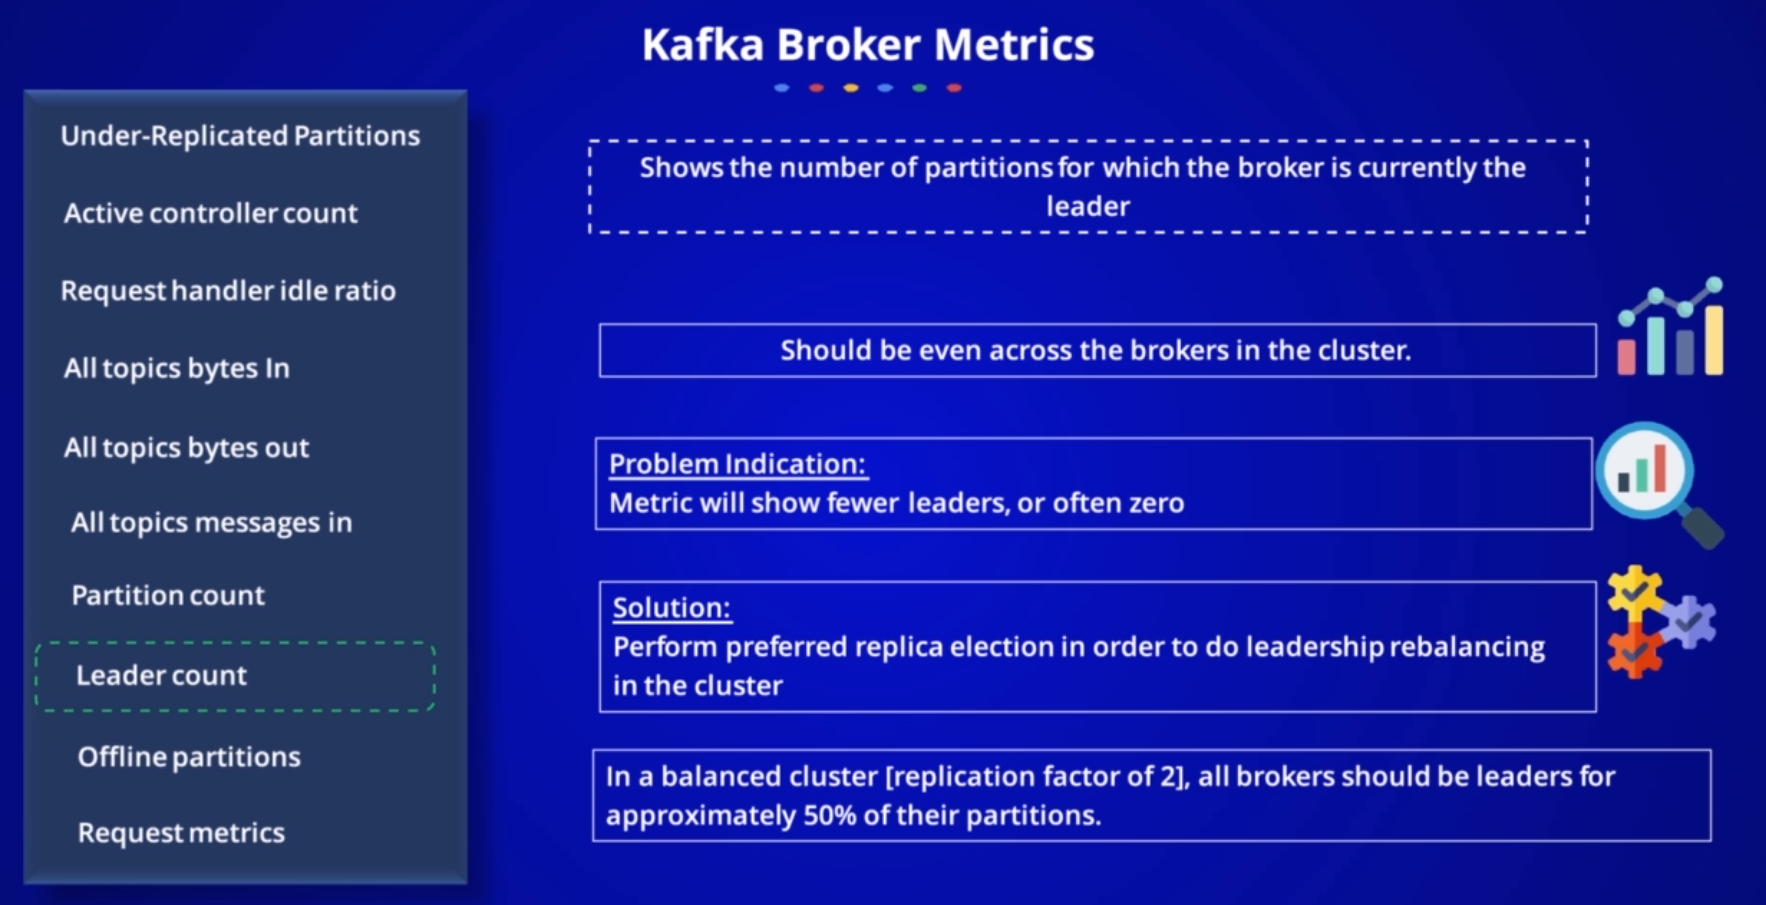 Kafka Broker Metrics
Under-Replicated Partitions
Active controller count
Request handler idle ratio
All topics bytes In
All topics bytes out
All topics messages in
Partition count
Leader count
Offline partitions
Request metrics
Shows the number of partitions for which the broker is currently the
leader
Should be even across the brokers in the cluster.
Problem Indication:
Metric will show fewer leaders, or often zero
Solution:
Perform preferred replica election in order to do leadership rebalancing
in the cluster
In a balanced cluster [replication factor of 2], all brokers should be leaders for
approximately 50% of their partitions.